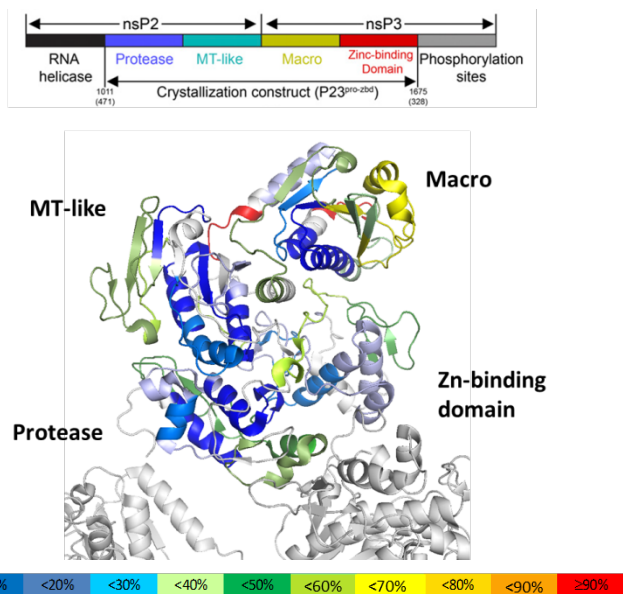 nsP2 nsP3
RNA helicase Protease MT-like Macro Zinc-binding Domain Phosphorylation sites
1011 (471) Crystallization construct (P23pro-zbd) 1675 (328)
Macro
MT-like
Zn-binding
domain
Protease
% <20% <30% <40% <50% <60% <70% <80% <90% ≥90%